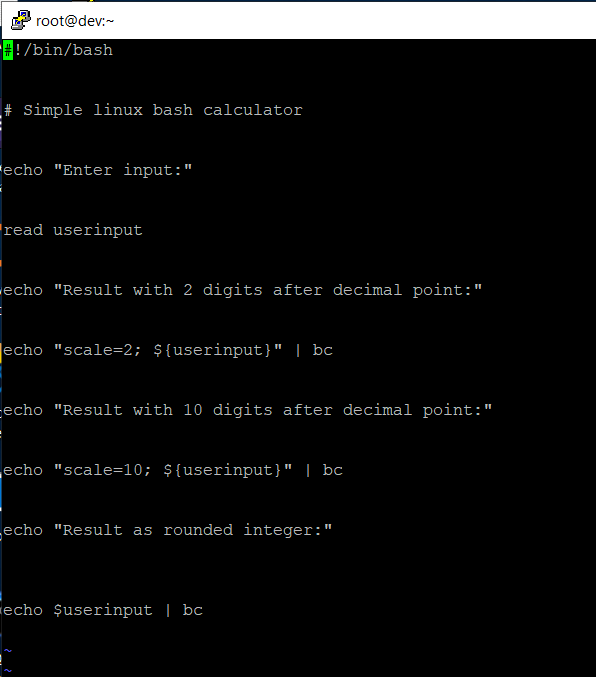 root@dev:~
#!/bin/bash
# Simple linux bash calculator
echo "Enter input:"
read userinput
echo "Result with 2 digits after decimal point:"
echo "scale=2; ${userinput}" | bc
echo "Result with 10 digits after decimal point:"
echo "scale=10; ${userinput}" | bc
echo "Result as rounded integer:"
echo $userinput | bc
~
~